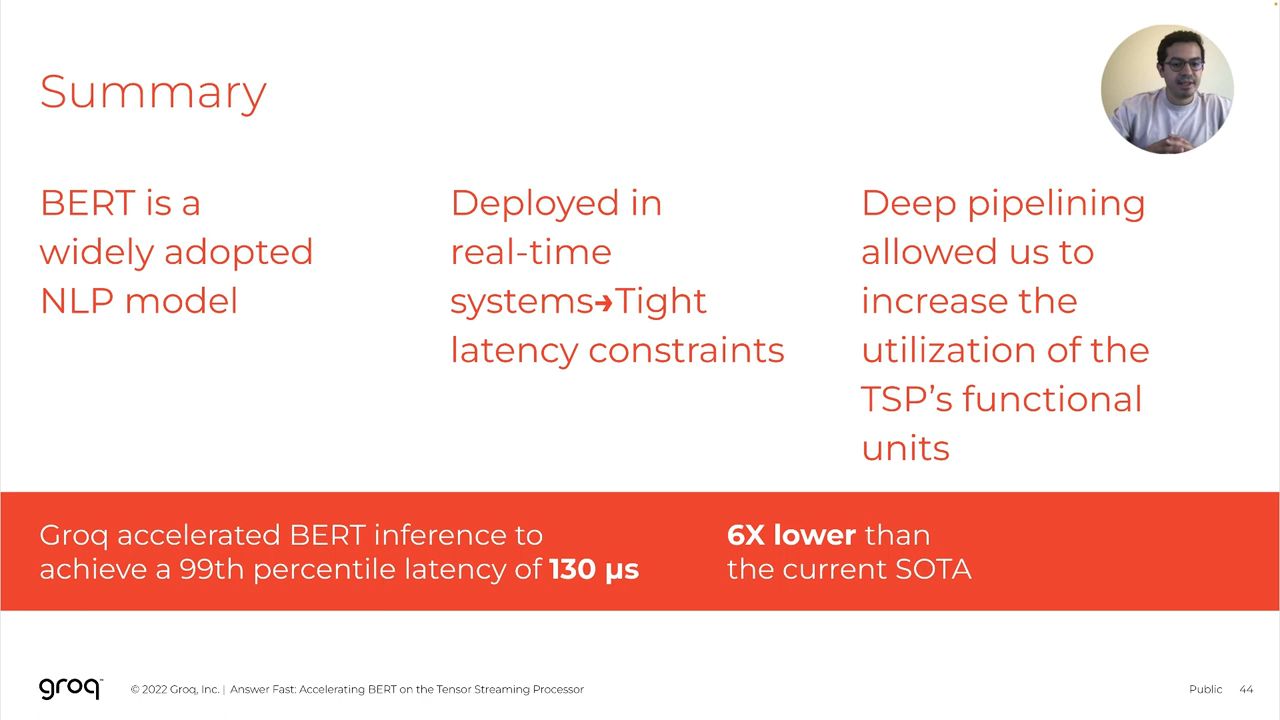 Summary
BERT is a
widely adopted
NLP model
Deployed in
real-time
systems→Tight
latency constraints
Deep pipelining
allowed us to
increase the
utilization of the
TSP’s functional
units
Groq accelerated BERT inference to
achieve a 99th percentile latency of 130 µs
6X lower than
the current SOTA
groq™
© 2022 Groq, Inc. | Answer Fast: Accelerating BERT on the Tensor Streaming Processor
Public 44